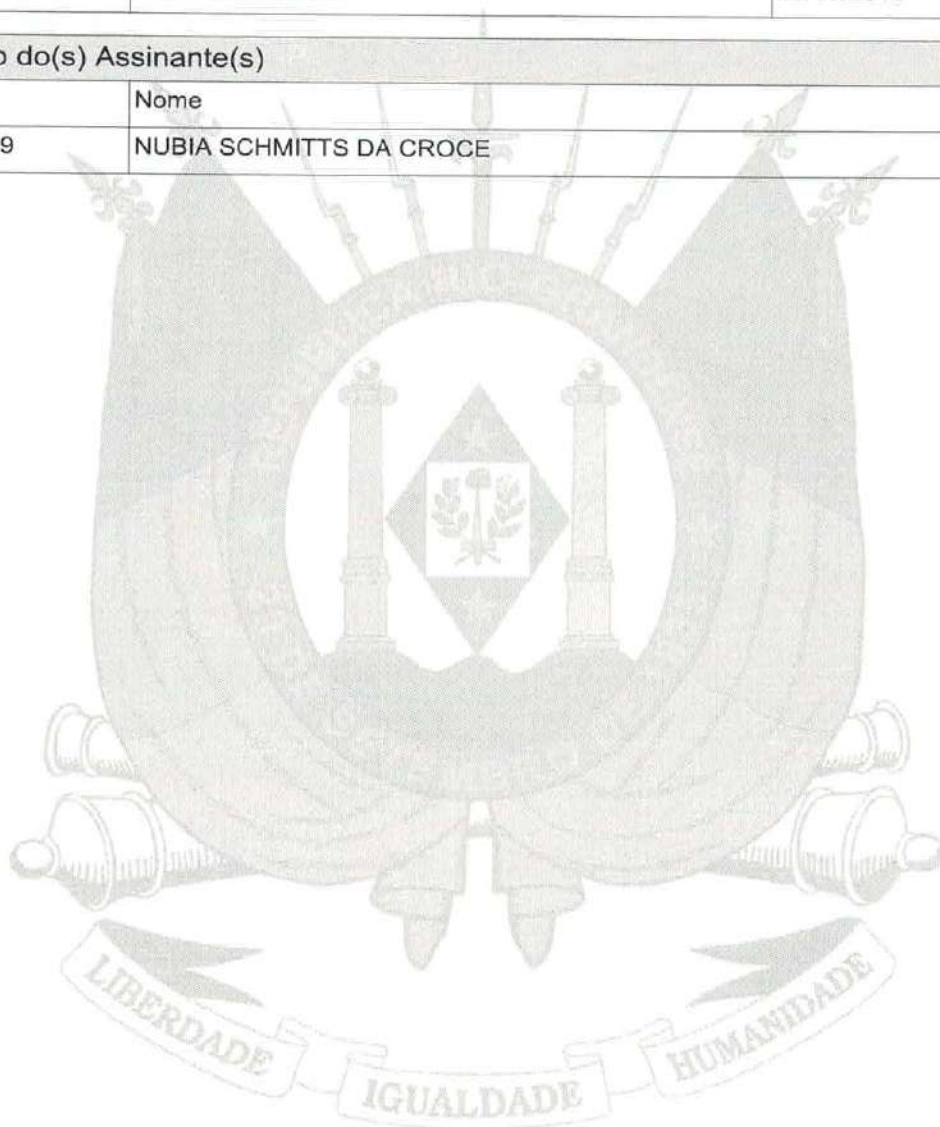 o do(s) Assinante(s)
Nome
9 NUBIA SCHMITTS DA CROCE
LIBERDADE IGUALDADE HUMANIDADE